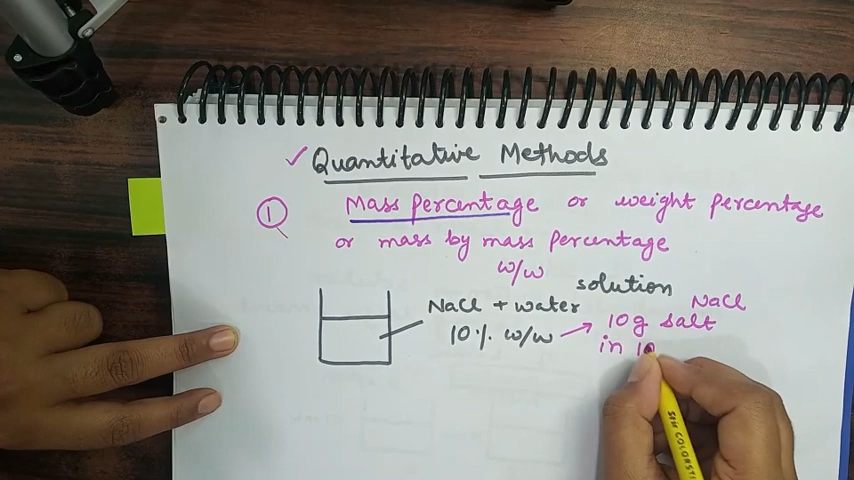 ✓ Quantitative Methods
① Mass percentage or weight percentage
or mass by mass percentage
w/w
solution
NaCl + water
NaCl
10% w/w → 10g salt
in 10